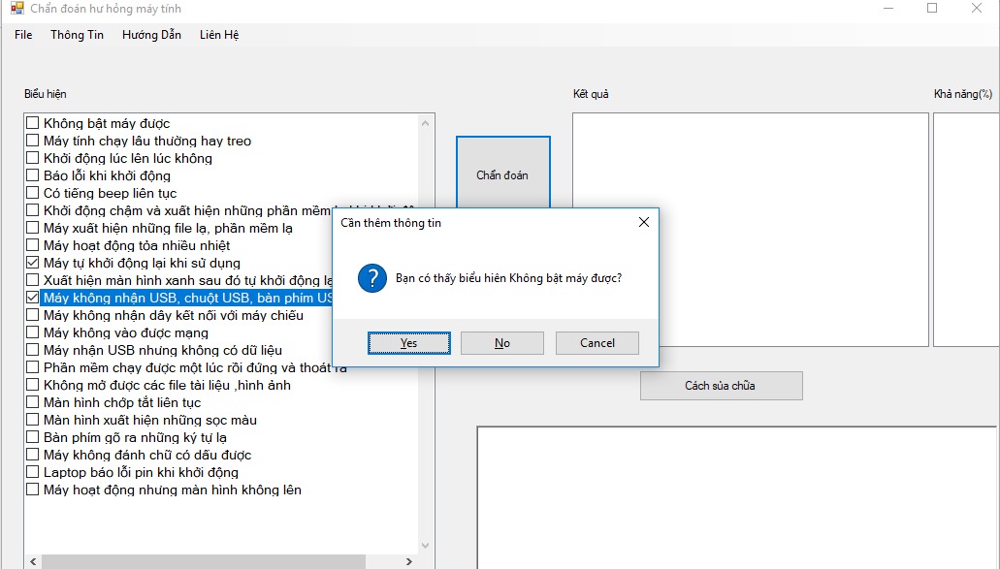 Chẩn đoán hư hỏng máy tính
File Thông Tin Hướng Dẫn Liên Hệ
Biểu hiện
Kết quả
Khả năng(%)
Không bật máy được
Máy tính chạy lâu thường hay treo
Khởi động lúc lên lúc không
Báo lỗi khi khởi động
Có tiếng beep liên tục
Khởi động chậm và xuất hiện những phần mềm
Máy xuất hiện những file lạ, phần mềm lạ
Máy hoạt động tỏa nhiều nhiệt
Máy tự khởi động lại khi sử dụng
Xuất hiện màn hình xanh sau đó tự khởi động
Máy không nhận USB, chuột USB, bàn phím
Máy không nhận dây kết nối với máy chiếu
Máy không vào được mạng
Máy nhận USB nhưng không có dữ liệu
Phần mềm chạy được một lúc rồi đứng và thoát ra
Không mở được các file tài liệu ,hình ảnh
Màn hình chớp tắt liên tục
Màn hình xuất hiện những sọc màu
Bàn phím gõ ra những ký tự lạ
Máy không đánh chữ có dấu được
Laptop báo lỗi pin khi khởi động
Máy hoạt động nhưng màn hình không lên
Chẩn đoán
Cần thêm thông tin
Bạn có thấy biểu hiên Không bật máy được?
Yes No Cancel
Cách sủa chữa